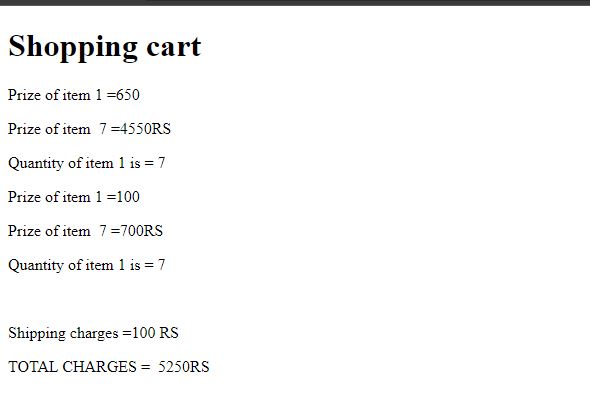 Shopping cart
Prize of item 1 =650
Prize of item 7 =4550RS
Quantity of item 1 is = 7
Prize of item 1 =100
Prize of item 7 =700RS
Quantity of item 1 is = 7
Shipping charges =100 RS
TOTAL CHARGES = 5250RS